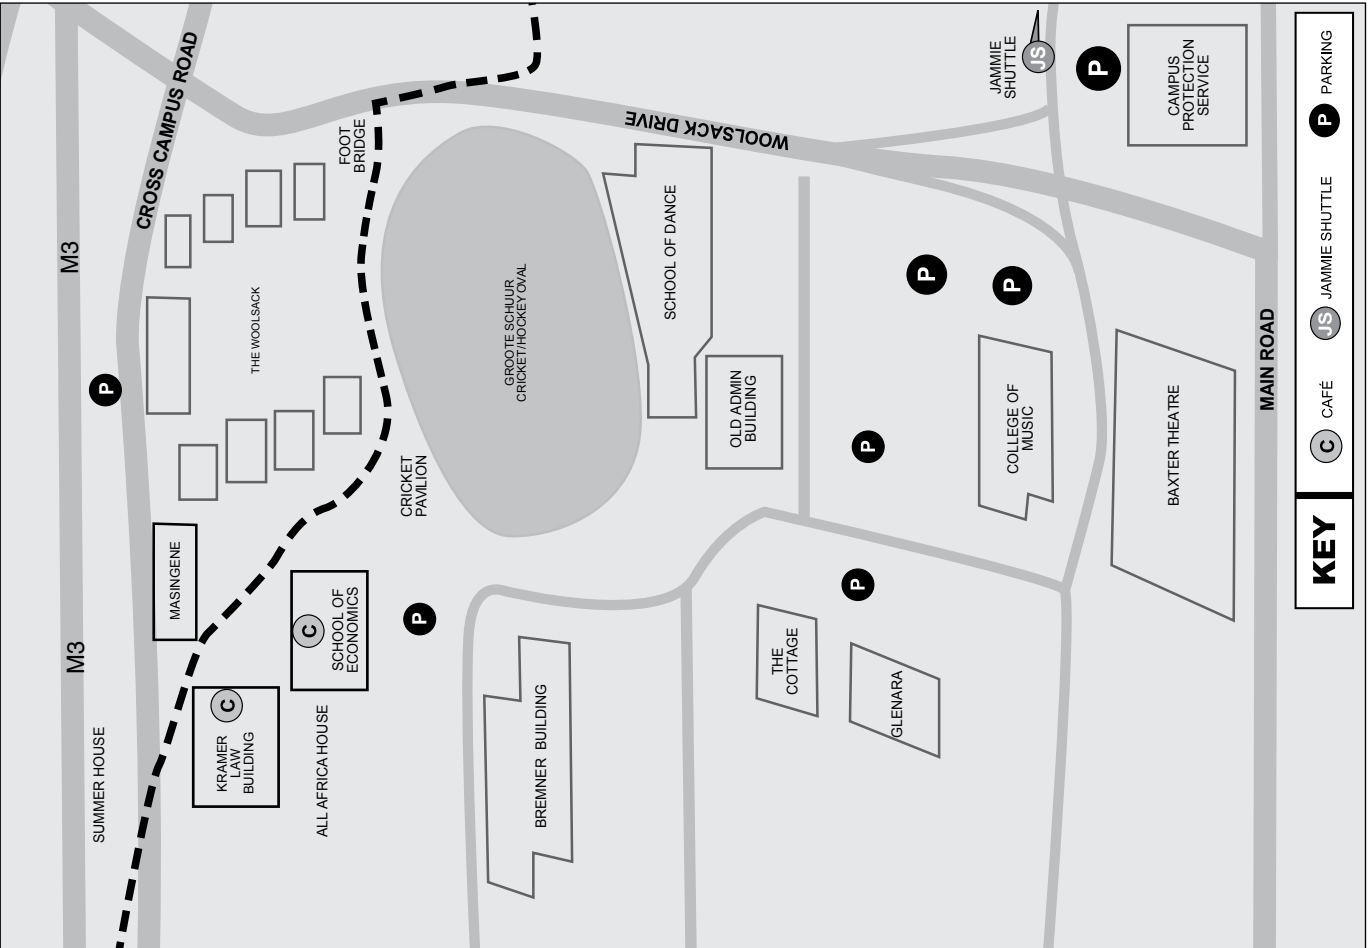 M3
CROSS CAMPUS ROAD
FOOT
BRIDGE
THE WOOLSACK
P
M3
SUMMER HOUSE
MASINGENE
C
KRAMER
LAW
BUILDING
C
SCHOOL OF
ECONOMICS
ALL AFRICA HOUSE
P
CRICKET
PAVILION
GROOTE SCHUUR
CRICKET/HOCKEY OVAL
WOOLSACK DRIVE
SCHOOL OF DANCE
OLD ADMIN
BUILDING
BREMNER BUILDING
P
P
P
P
THE
COTTAGE
GLENARA
COLLEGE OF
MUSIC
JAMMIE
SHUTTLE
JS
P
CAMPUS
PROTECTION
SERVICE
BAXTER THEATRE
MAIN ROAD
KEY
C CAFÉ
JS JAMMIE SHUTTLE
P PARKING